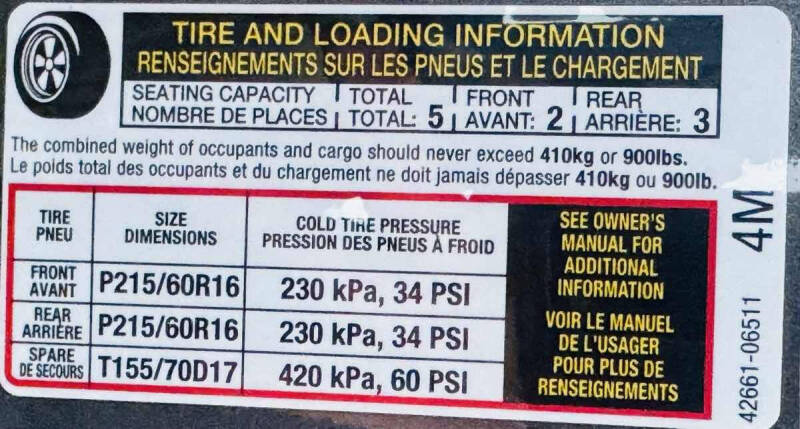 TIRE AND LOADING INFORMATION
RENSEIGNEMENTS SUR LES PNEUS ET LE CHARGEMENT
SEATING CAPACITY TOTAL FRONT REAR
NOMBRE DE PLACES TOTAL: 5 AVANT: 2 ARRIÈRE: 3
The combined weight of occupants and cargo should never exceed 410kg or 900lbs.
Le poids total des occupants et du chargement ne doit jamais dépasser 410kg ou 900lb.
TIRE
PNEU
SIZE
DIMENSIONS
COLD TIRE PRESSURE
PRESSION DES PNEUS À FROID
FRONT
AVANT
P215/60R16
230 kPa, 34 PSI
REAR
ARRIÈRE
P215/60R16
230 kPa, 34 PSI
SPARE
DE SECOURS
T155/70D17
420 kPa, 60 PSI
SEE OWNER'S
MANUAL FOR
ADDITIONAL
INFORMATION
VOIR LE MANUEL
DE L'USAGER
POUR PLUS DE
RENSEIGNEMENTS
42661-06511 4M